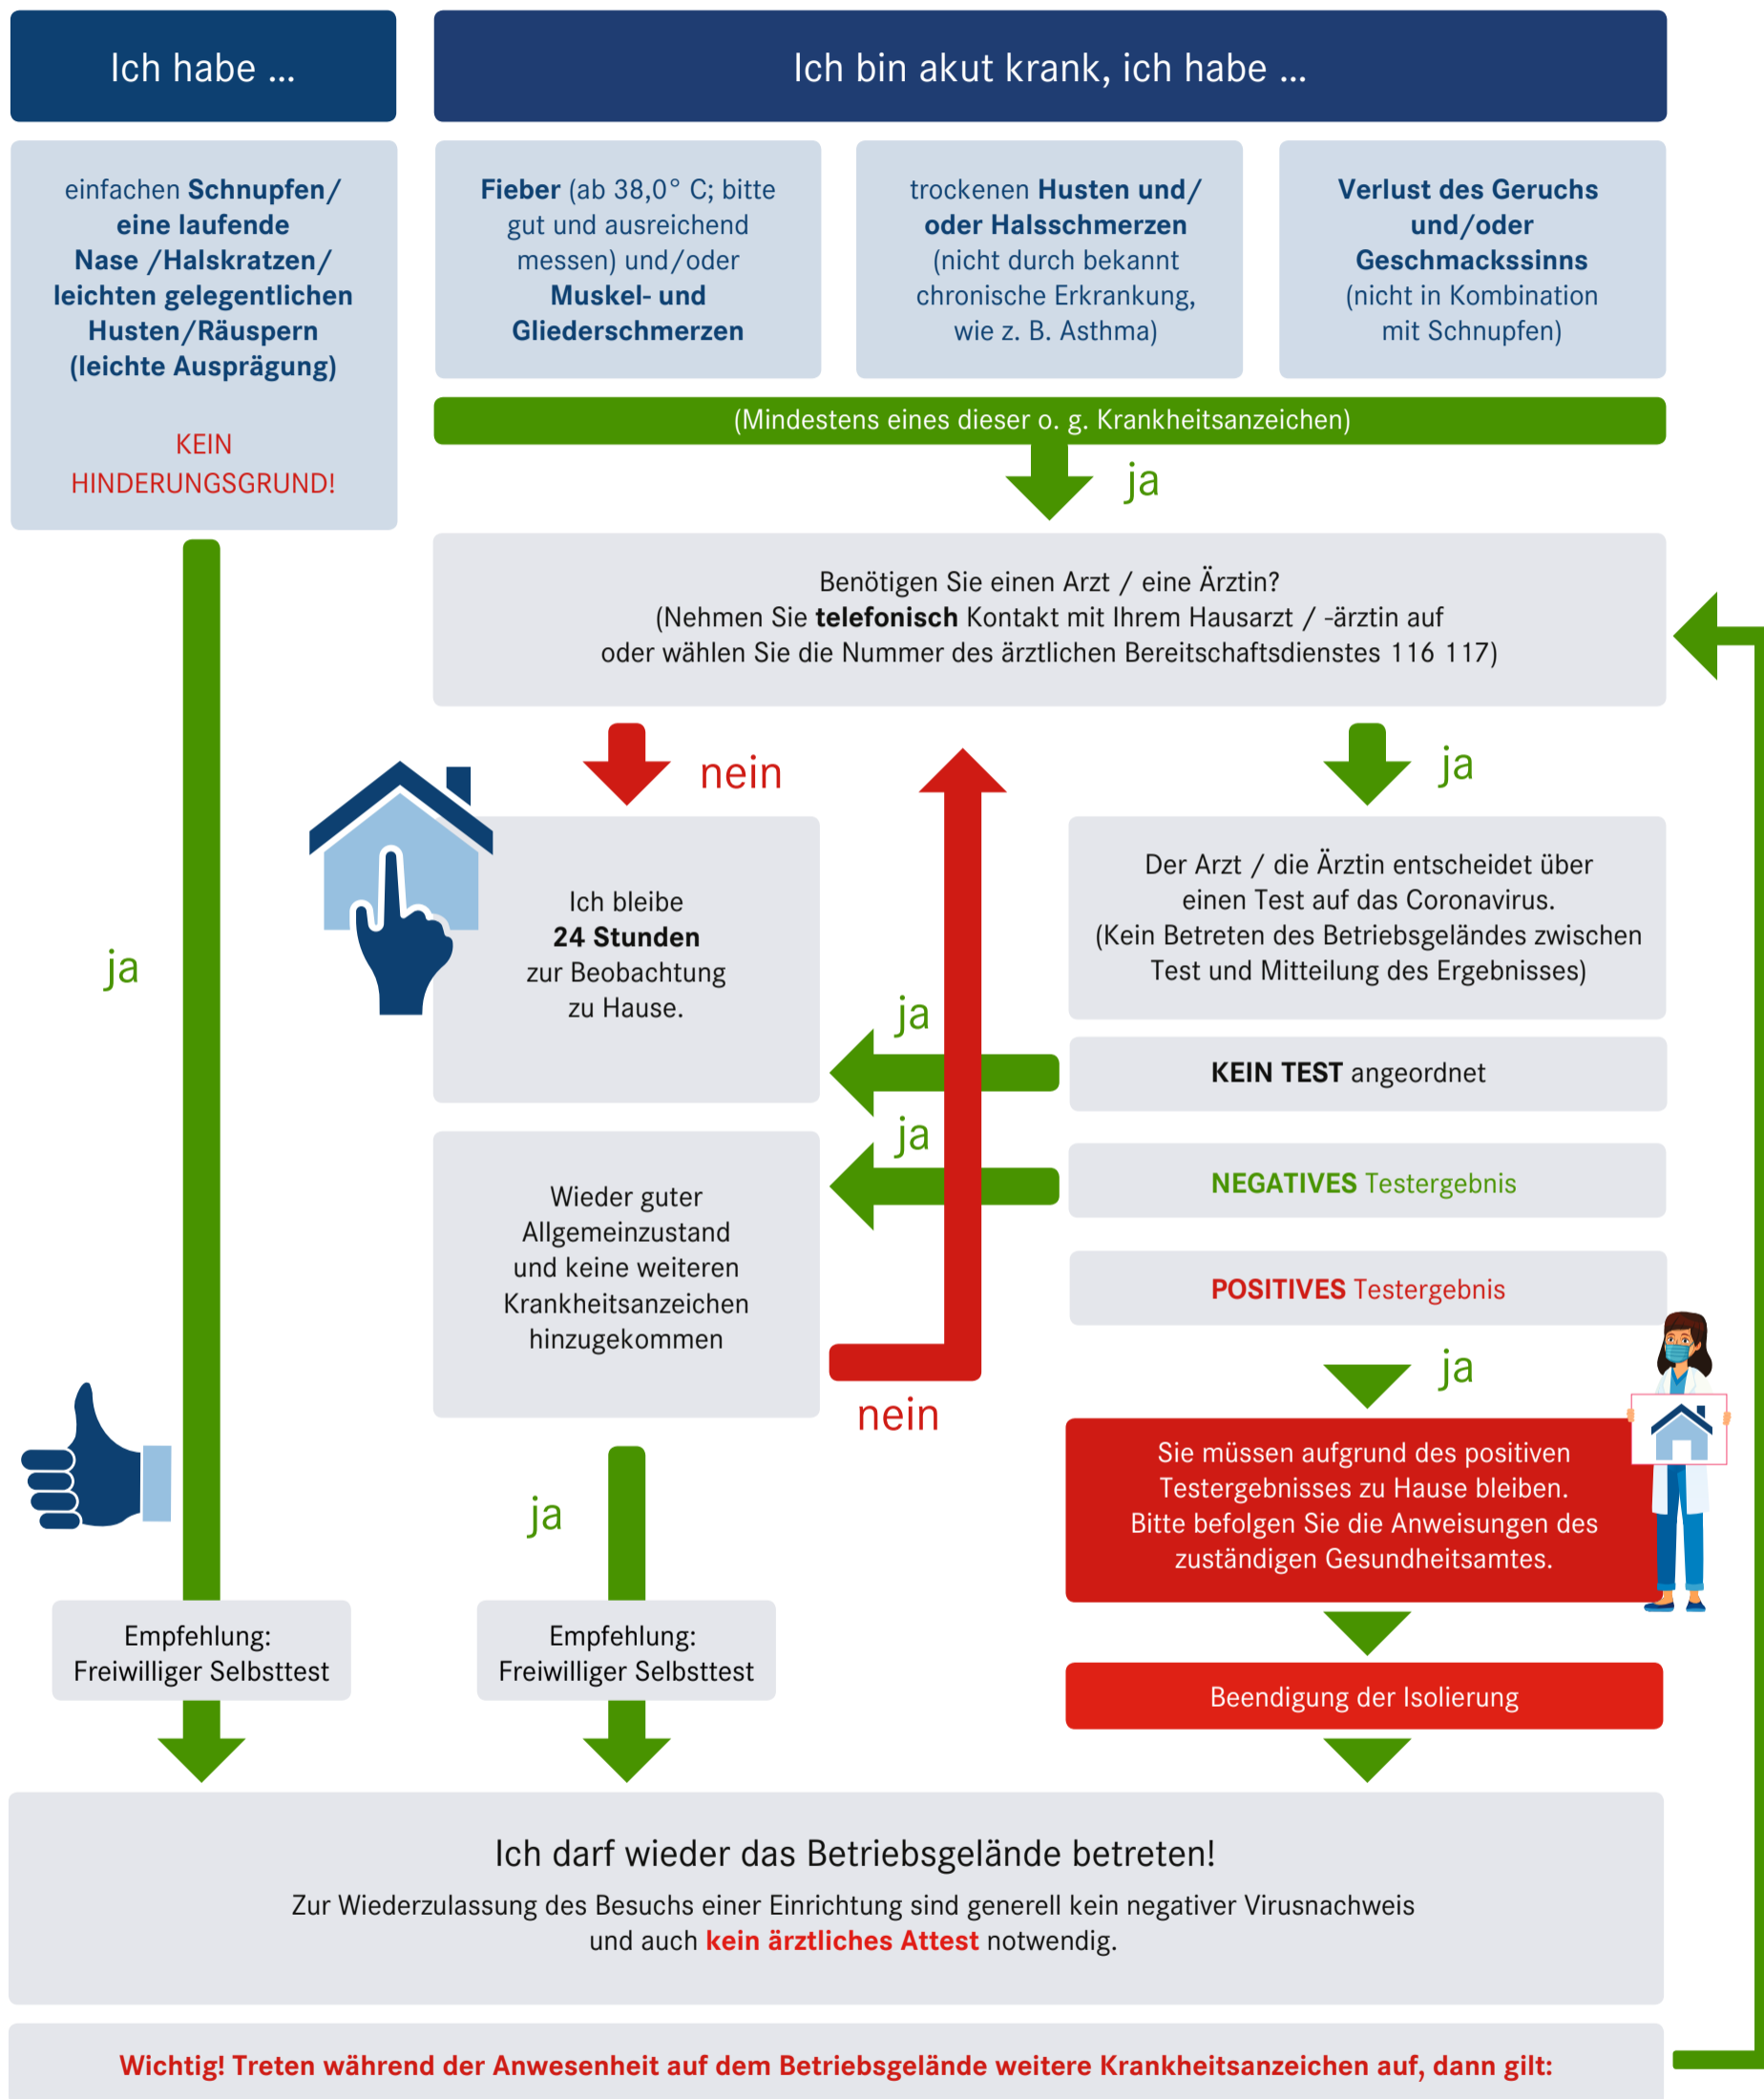 Ich habe ...
Ich bin akut krank, ich habe ...
einfachen Schnupfen/
eine laufende
Nase /Halskratzen/
leichten gelegentlichen
Husten/Räuspern
(leichte Ausprägung)
KEIN
HINDERUNGSGRUND!
Fieber (ab 38,0° C; bitte
gut und ausreichend
messen) und/oder
Muskel- und
Gliederschmerzen
trockenen Husten und/
oder Halsschmerzen
(nicht durch bekannt
chronische Erkrankung,
wie z. B. Asthma)
Verlust des Geruchs
und/oder
Geschmackssinns
(nicht in Kombination
mit Schnupfen)
(Mindestens eines dieser o. g. Krankheitsanzeichen)
ja
Benötigen Sie einen Arzt / eine Ärztin?
(Nehmen Sie telefonisch Kontakt mit Ihrem Hausarzt / -ärztin auf
oder wählen Sie die Nummer des ärztlichen Bereitschaftsdienstes 116 117)
nein
ja
ja
Ich bleibe
24 Stunden
zur Beobachtung
zu Hause.
Der Arzt / die Ärztin entscheidet über
einen Test auf das Coronavirus.
(Kein Betreten des Betriebsgeländes zwischen
Test und Mitteilung des Ergebnisses)
ja
KEIN TEST angeordnet
ja
NEGATIVES Testergebnis
Wieder guter
Allgemeinzustand
und keine weiteren
Krankheitsanzeichen
hinzugekommen
POSITIVES Testergebnis
nein
ja
Sie müssen aufgrund des positiven
Testergebnisses zu Hause bleiben.
Bitte befolgen Sie die Anweisungen des
zuständigen Gesundheitsamtes.
ja
Empfehlung:
Freiwilliger Selbsttest
Empfehlung:
Freiwilliger Selbsttest
Beendigung der Isolierung
Ich darf wieder das Betriebsgelände betreten!
Zur Wiederzulassung des Besuchs einer Einrichtung sind generell kein negativer Virusnachweis
und auch kein ärztliches Attest notwendig.
Wichtig! Treten während der Anwesenheit auf dem Betriebsgelände weitere Krankheitsanzeichen auf, dann gilt: